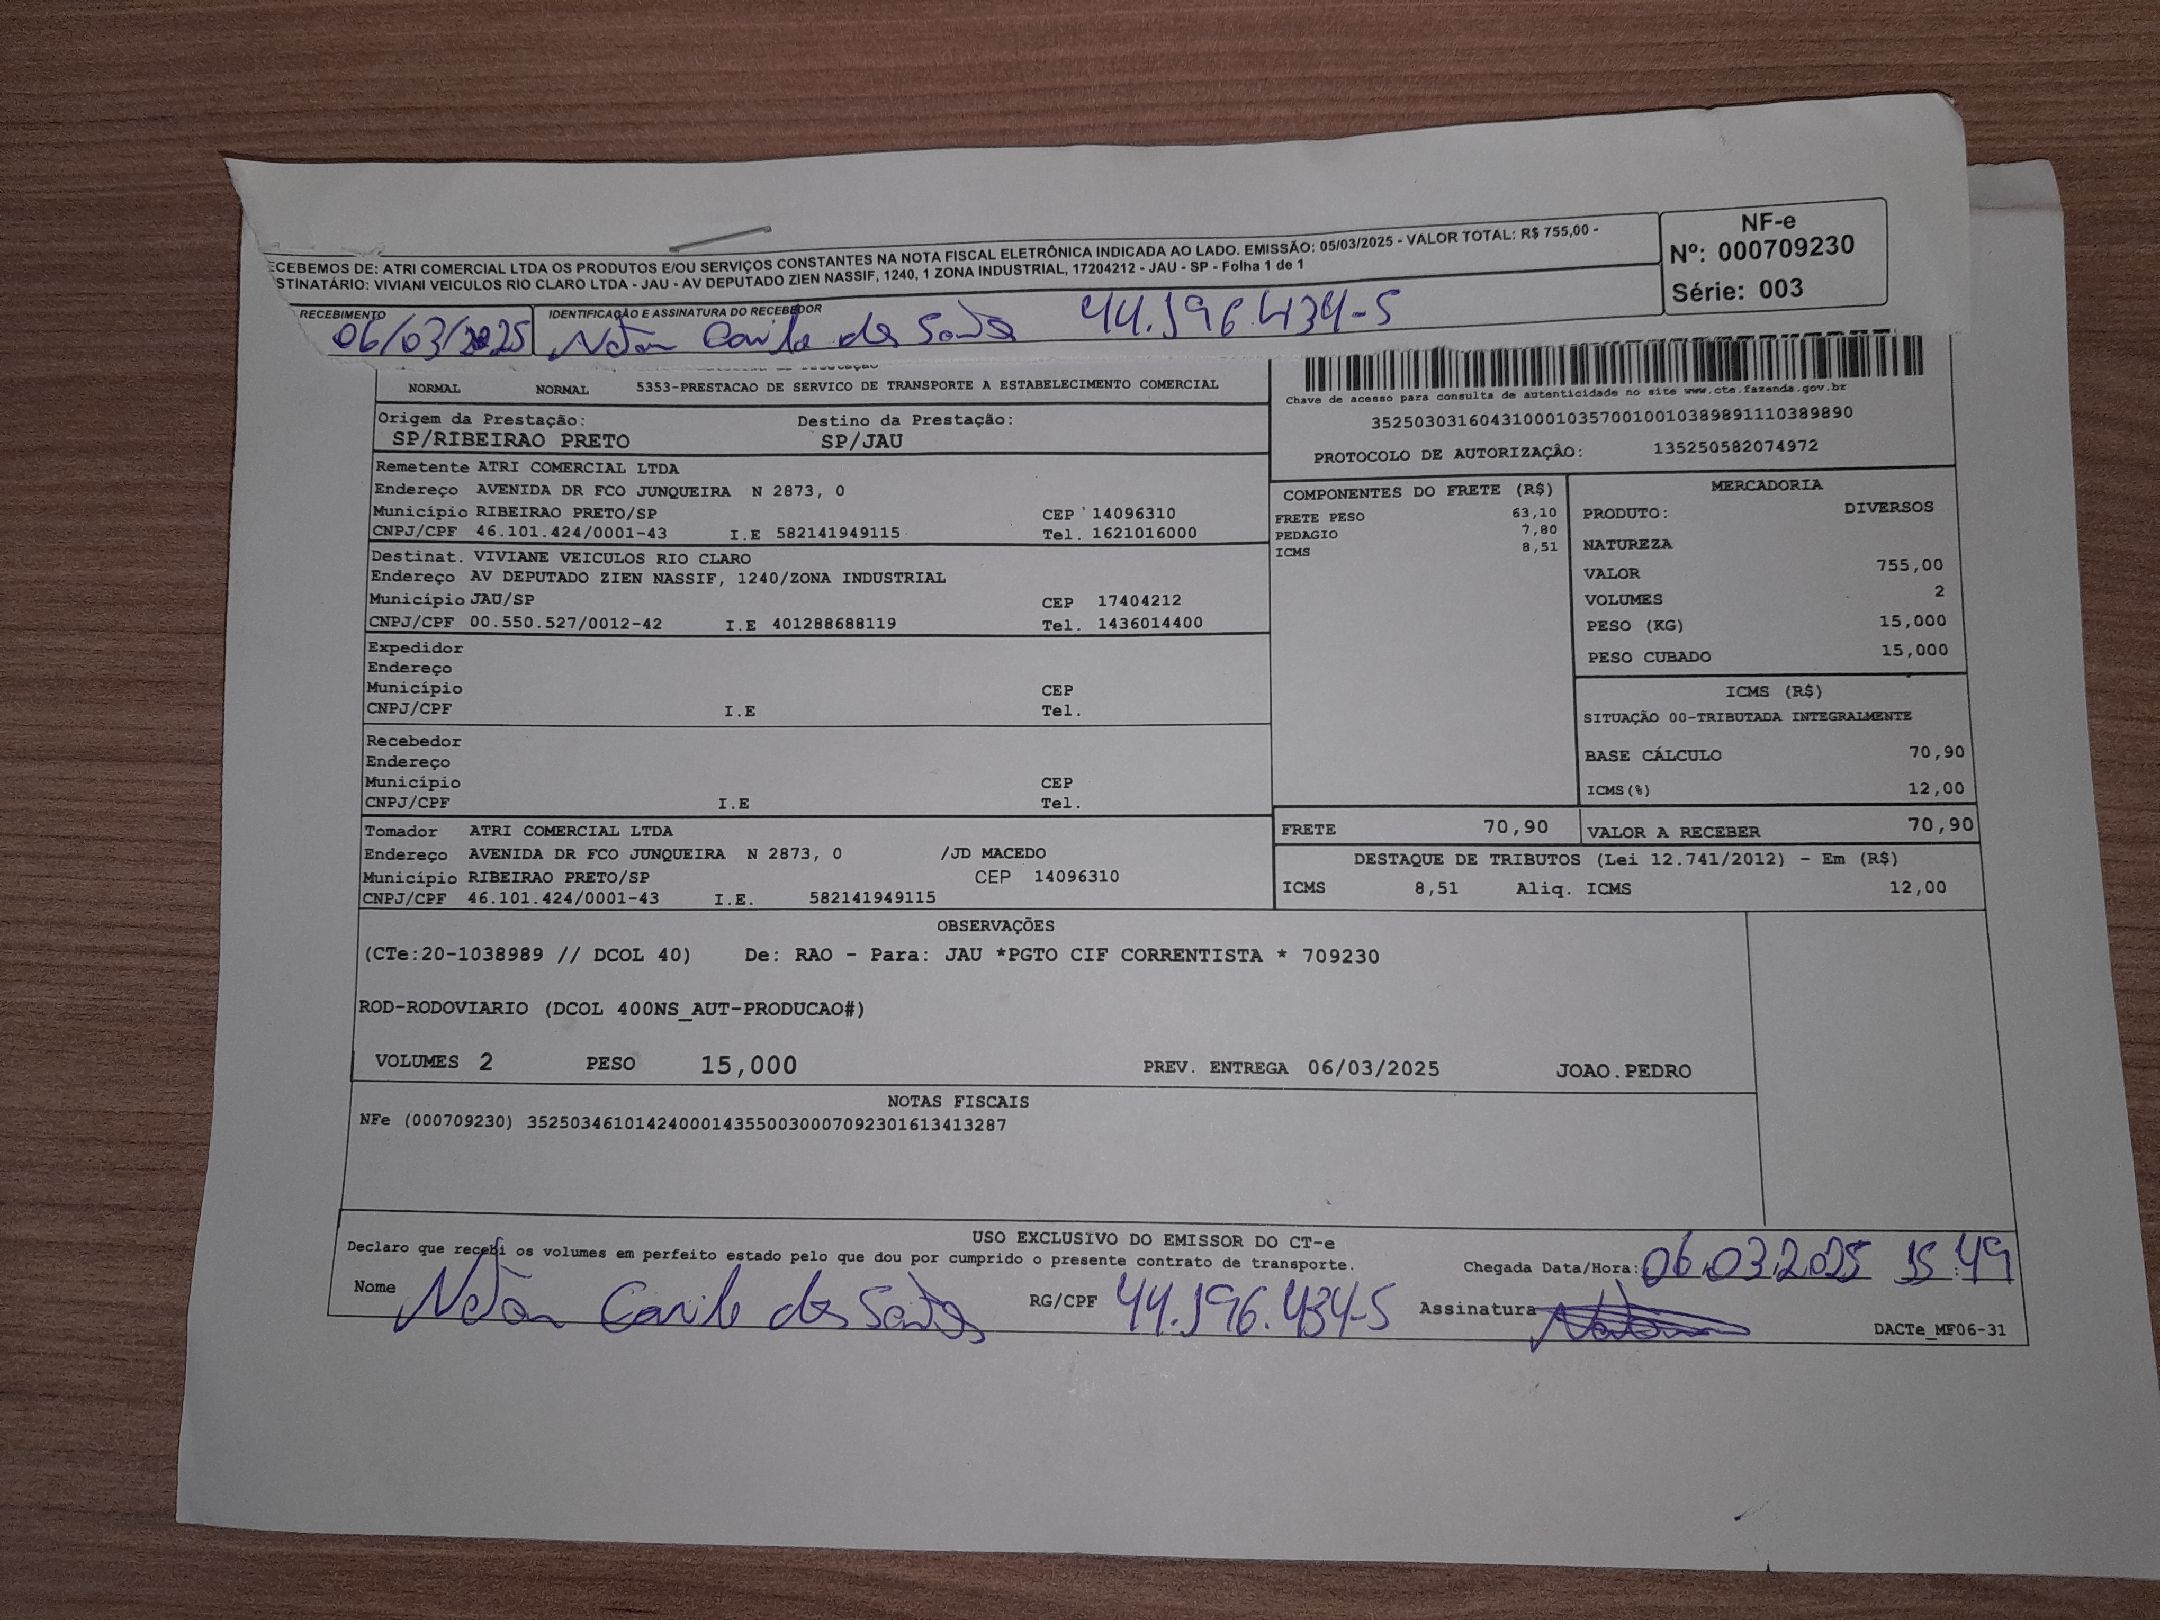 ECEBEMOS DE: ATRI COMERCIAL LTDA OS PRODUTOS E/OU SERVIÇOS CONSTANTES NA NOTA FISCAL ELETRÔNICA INDICADA AO LADO. EMISSÃO: 05/03/2025 - VALOR TOTAL: R$ 755,00 -
STINATÁRIO: VIVIANI VEICULOS RIO CLARO LTDA - JAU - AV DEPUTADO ZIEN NASSIF, 1240, 1 ZONA INDUSTRIAL, 17204212 - JAU - SP - Folha 1 de 1
NF-e
Nº: 000709230
Série: 003
RECEBIMENTO
06/03/2025
IDENTIFICAÇÃO E ASSINATURA DO RECEBEDOR
44.196.434-5
NORMAL NORMAL 5353-PRESTACAO DE SERVICO DE TRANSPORTE A ESTABELECIMENTO COMERCIAL
Chave de acesso para consulta de autenticidade no site www.cte.fazenda.gov.br
35250303160431000103570010010389891110389890
PROTOCOLO DE AUTORIZAÇÃO: 135250582074972
Origem da Prestação: Destino da Prestação:
SP/RIBEIRAO PRETO SP/JAU
Remetente ATRI COMERCIAL LTDA
Endereço AVENIDA DR FCO JUNQUEIRA N 2873, 0
Município RIBEIRAO PRETO/SP CEP 14096310
CNPJ/CPF 46.101.424/0001-43 I.E 582141949115 Tel. 1621016000
Destinat. VIVIANE VEICULOS RIO CLARO
Endereço AV DEPUTADO ZIEN NASSIF, 1240/ZONA INDUSTRIAL
Município JAU/SP CEP 17404212
CNPJ/CPF 00.550.527/0012-42 I.E 401288688119 Tel. 1436014400
Expedidor
Endereço
Município CEP
CNPJ/CPF I.E Tel.
Recebedor
Endereço
Município CEP
CNPJ/CPF I.E Tel.
Tomador ATRI COMERCIAL LTDA
Endereço AVENIDA DR FCO JUNQUEIRA N 2873, 0 /JD MACEDO
Município RIBEIRAO PRETO/SP CEP 14096310
CNPJ/CPF 46.101.424/0001-43 I.E. 582141949115
COMPONENTES DO FRETE (R$)
FRETE PESO 63,10
PEDAGIO 7,80
ICMS 8,51
MERCADORIA
PRODUTO: DIVERSOS
NATUREZA
VALOR 755,00
VOLUMES 2
PESO (KG) 15,000
PESO CUBADO 15,000
ICMS (R$)
SITUAÇÃO 00-TRIBUTADA INTEGRALMENTE
BASE CÁLCULO 70,90
ICMS(%) 12,00
FRETE 70,90 VALOR A RECEBER 70,90
DESTAQUE DE TRIBUTOS (Lei 12.741/2012) - Em (R$)
ICMS 8,51 Aliq. ICMS 12,00
OBSERVAÇÕES
(CTe:20-1038989 // DCOL 40) De: RAO - Para: JAU *PGTO CIF CORRENTISTA * 709230
ROD-RODOVIARIO (DCOL 400NS_AUT-PRODUCAO#)
VOLUMES 2 PESO 15,000 PREV. ENTREGA 06/03/2025 JOAO.PEDRO
NOTAS FISCAIS
NFe (000709230) 35250346101424000143550030007092301613413287
USO EXCLUSIVO DO EMISSOR DO CT-e
Declaro que recebi os volumes em perfeito estado pelo que dou por cumprido o presente contrato de transporte.
Chegada Data/Hora: 06.03.2025 15:49
Nome
RG/CPF 44.196.434-5 Assinatura
DACTe_MF06-31